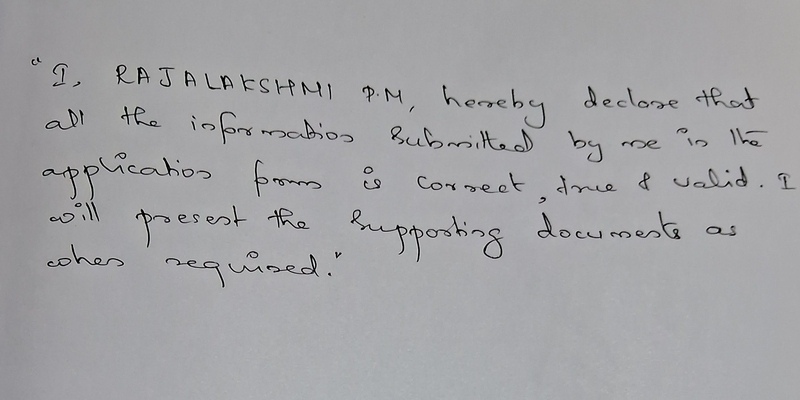 "I, RAJALAKSHMI P.M, hereby declare that
all the information submitted by me in the
application form is correct, true & valid. I
will present the supporting documents as
when required."